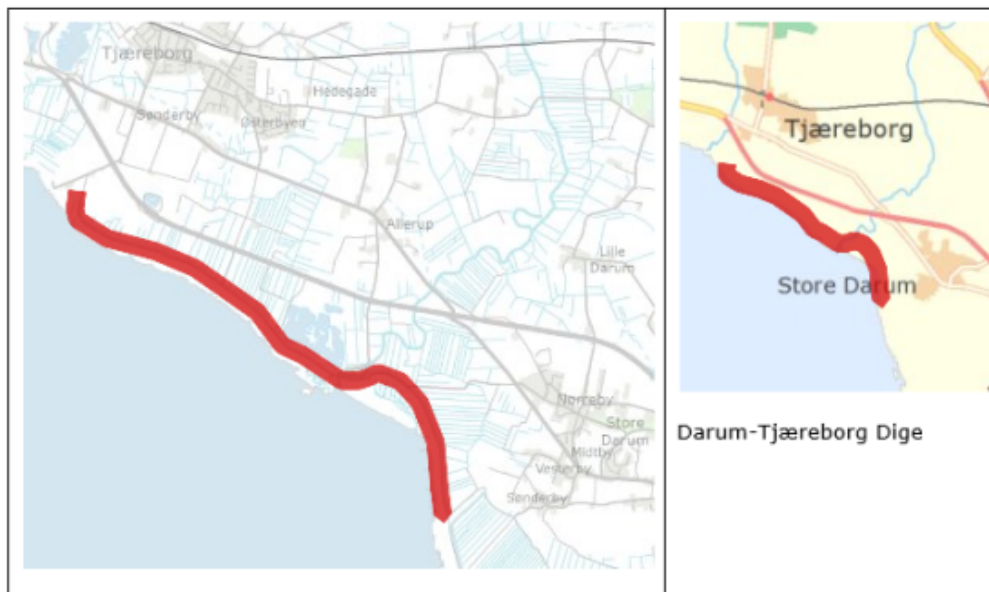 Tjæreborg
Hedegade
Sønderby
Østerbyen
Allerup
Lille
Darum
Nørreby
Store
Darum
Midtby
Vesterby
Sønderby
Tjæreborg
Store Darum
Darum-Tjæreborg Dige